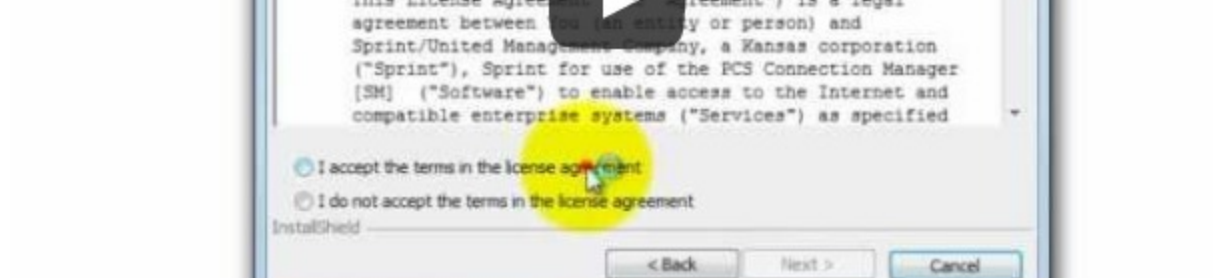 This License Agreement ("Agreement") is a legal
agreement between You (an entity or person) and
Sprint/United Management Company, a Kansas corporation
("Sprint"), Sprint for use of the PCS Connection Manager
[SM] ("Software") to enable access to the Internet and
compatible enterprise systems ("Services") as specified
I accept the terms in the license agreement
I do not accept the terms in the license agreement
InstallShield
< Back
Next >
Cancel